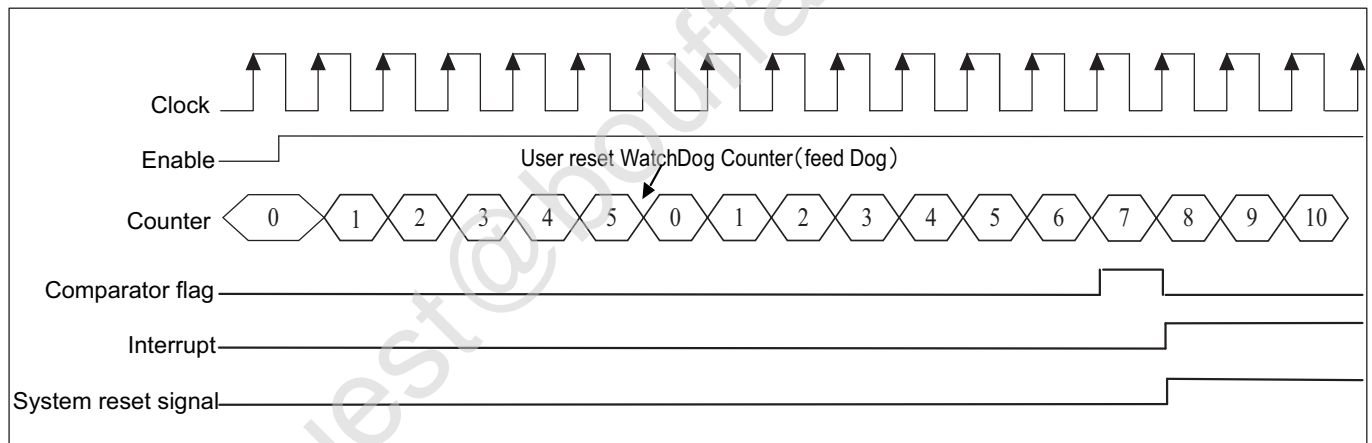 Clock
Enable
User reset WatchDog Counter(feed Dog)
Counter 0 1 2 3 4 5 0 1 2 3 4 5 6 7 8 9 10
Comparator flag
Interrupt
System reset signal